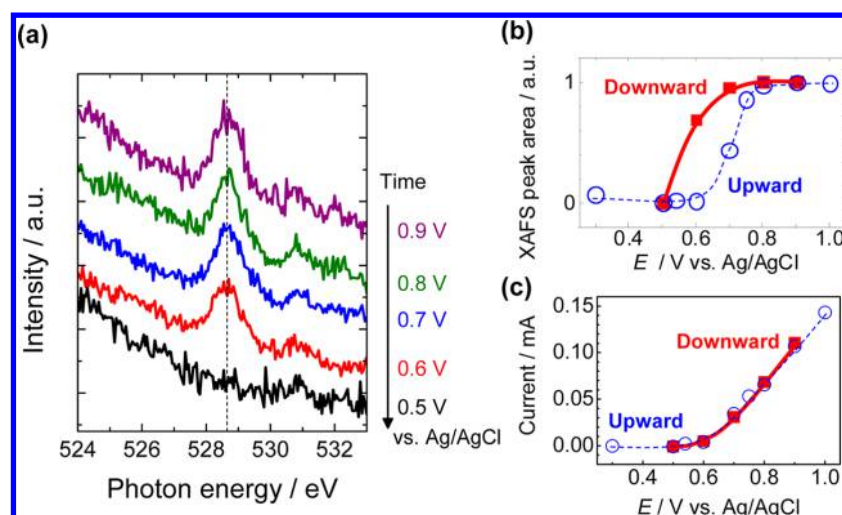 (a)
Intensity / a.u.
524 526 528 530 532
Photon energy / eV
Time
0.9 V
0.8 V
0.7 V
0.6 V
0.5 V
vs. Ag/AgCl
(b)
XAFS peak area / a.u.
1
0
Downward
Upward
0.4 0.6 0.8 1.0
E / V vs. Ag/AgCl
(c)
Current / mA
0.15
0.10
0.05
0.00
Downward
Upward
0.4 0.6 0.8 1.0
E / V vs. Ag/AgCl